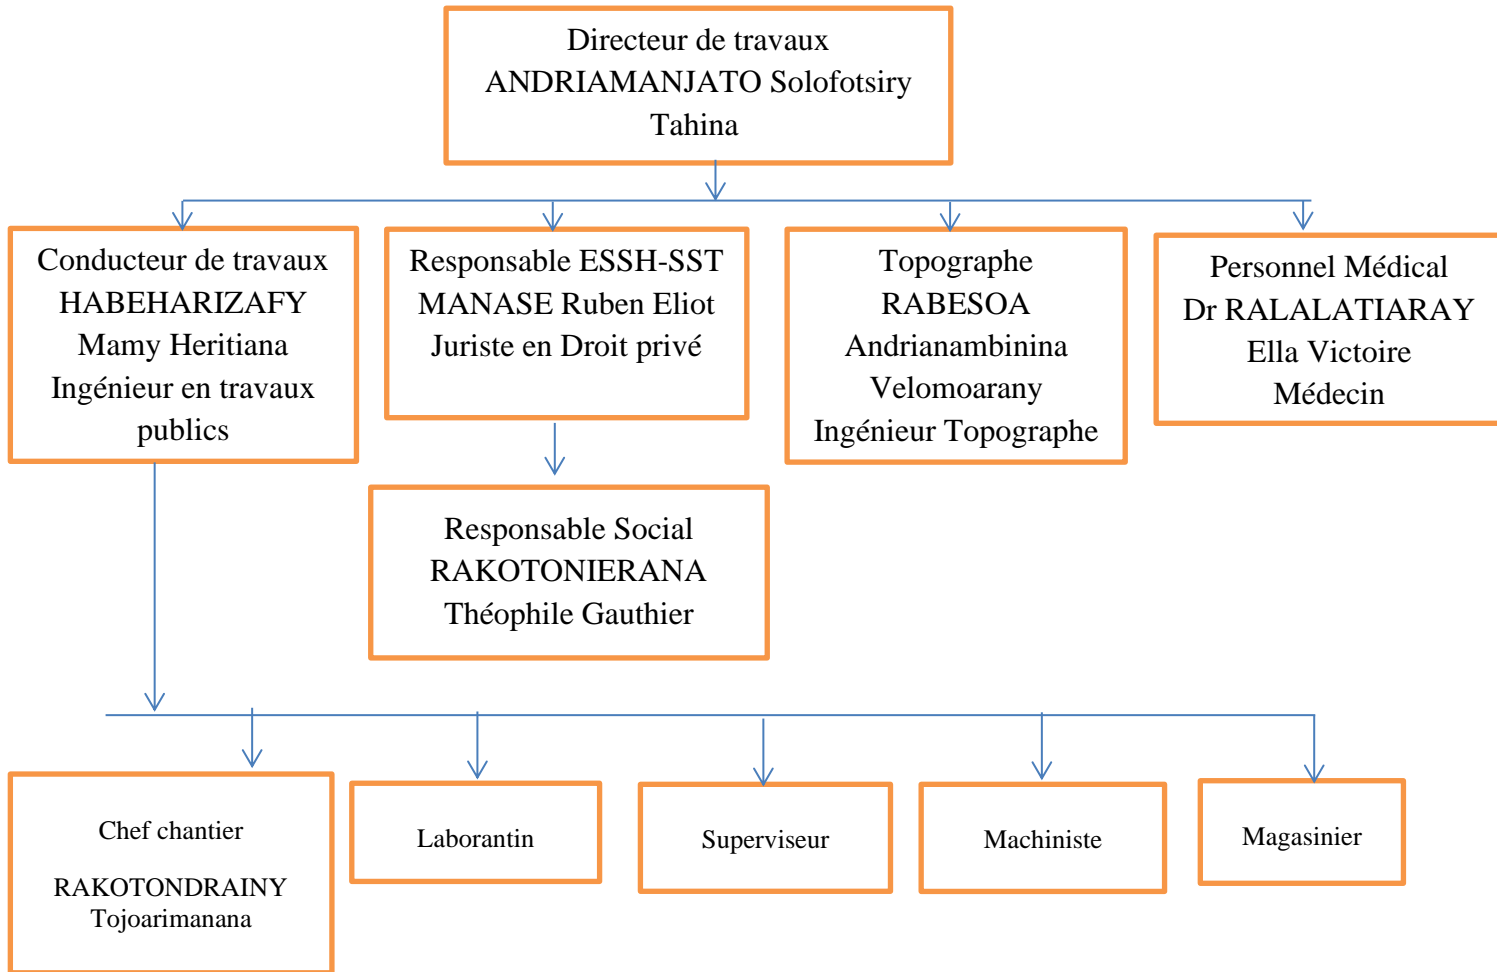 Directeur de travaux
ANDRIAMANJATO Solofotsiry
Tahina
Conducteur de travaux
HABEHARIZAFY
Mamy Heritiana
Ingénieur en travaux
publics
Responsable ESSH-SST
MANASE Ruben Eliot
Juriste en Droit privé
Topographe
RABESOA
Andrianambinina
Velomoarany
Ingénieur Topographe
Personnel Médical
Dr RALALATIARAY
Ella Victoire
Médecin
Responsable Social
RAKOTONIERANA
Théophile Gauthier
Chef chantier
RAKOTONDRAINY
Tojoarimanana
Laborantin
Superviseur
Machiniste
Magasinier